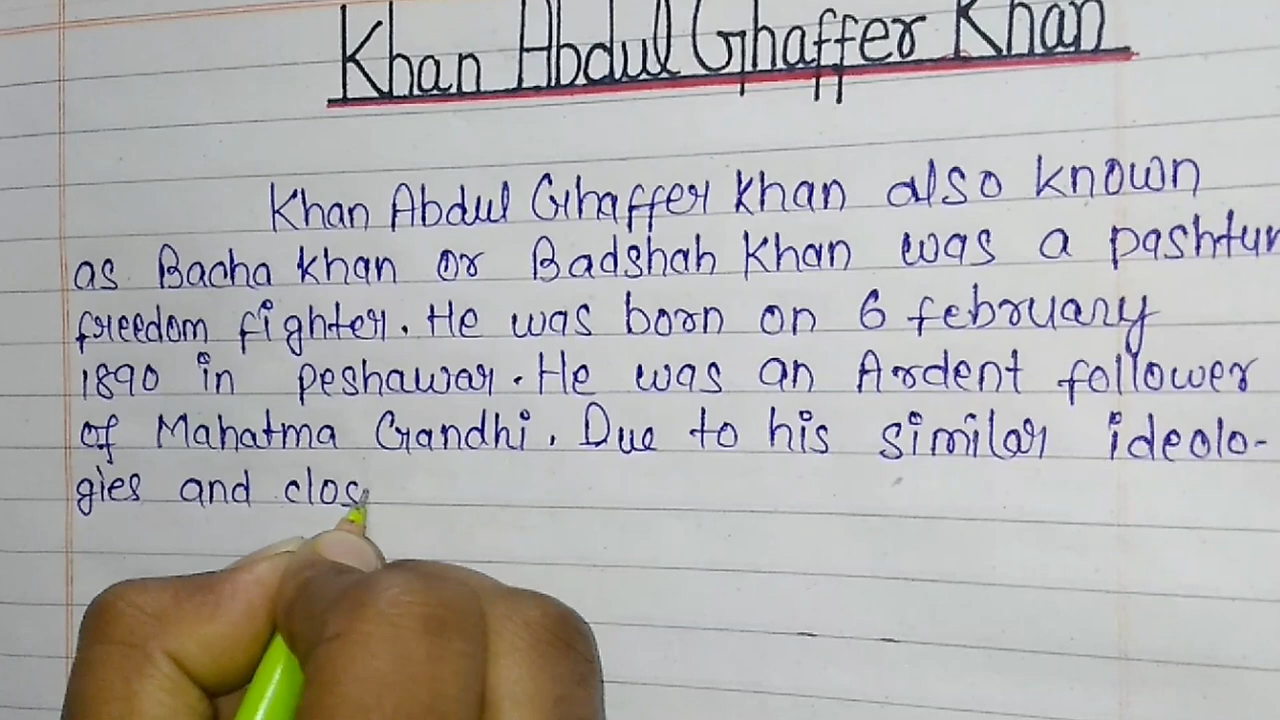 Khan Abdul Ghaffer Khan
Khan Abdul Ghaffer khan also known
as Bacha khan or Badshah Khan was a pashtun
freedom fighter. He was born on 6 february
1890 in peshawar. He was an Ardent follower
of Mahatma Gandhi. Due to his similar ideolo-
gies and clos